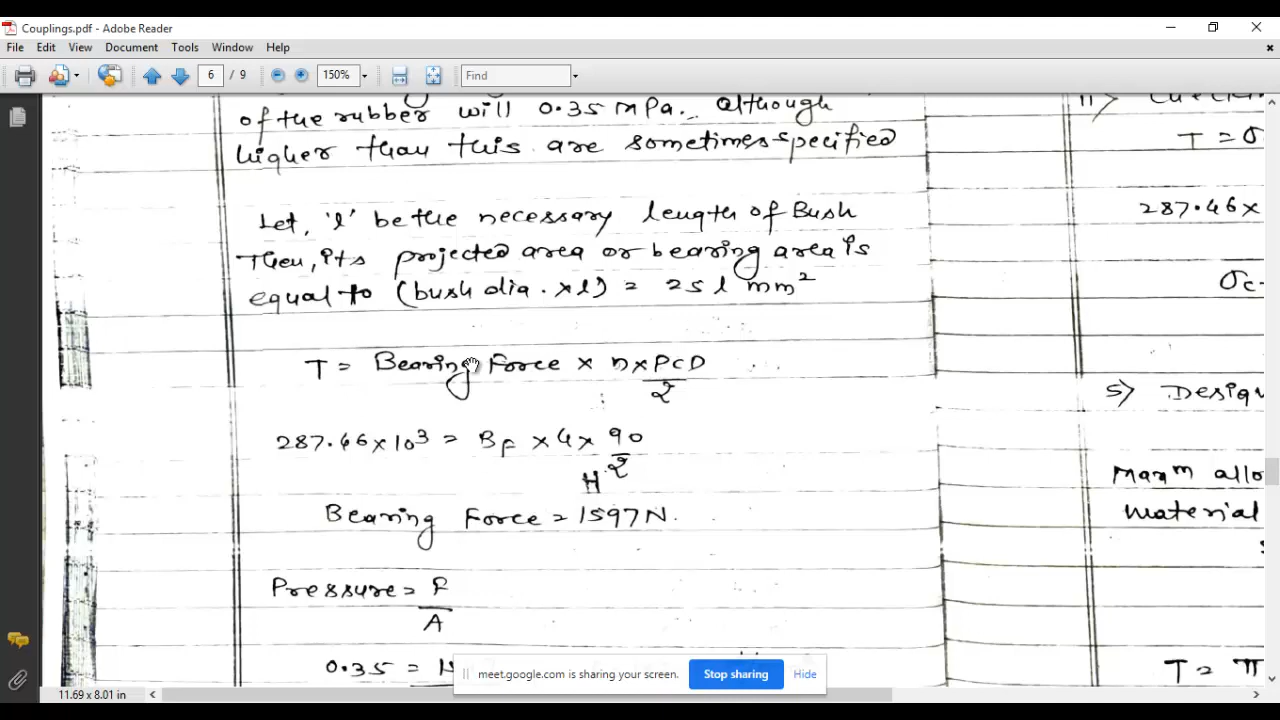 Couplings.pdf - Adobe Reader
File Edit View Document Tools Window Help
6 / 9 150% Find
of the rubber will 0.35 mPa. although
higher than this are sometimes specified
Let, 'l' be the necessary length of Bush
Then, its projected area or bearing area is
equal to (bush dia. x l) = 25 l mm²
T = Bearing Force x n x PCD
2
287.46 x 10³ = BF x 4 x 90
2
Bearing Force = 1597 N.
Pressure = F
A
0.35 =
T = σ
287.46 x
σc
5) Design
Maxm allo
material
T = π
meet.google.com is sharing your screen. Stop sharing Hide
11.69 x 8.01 in